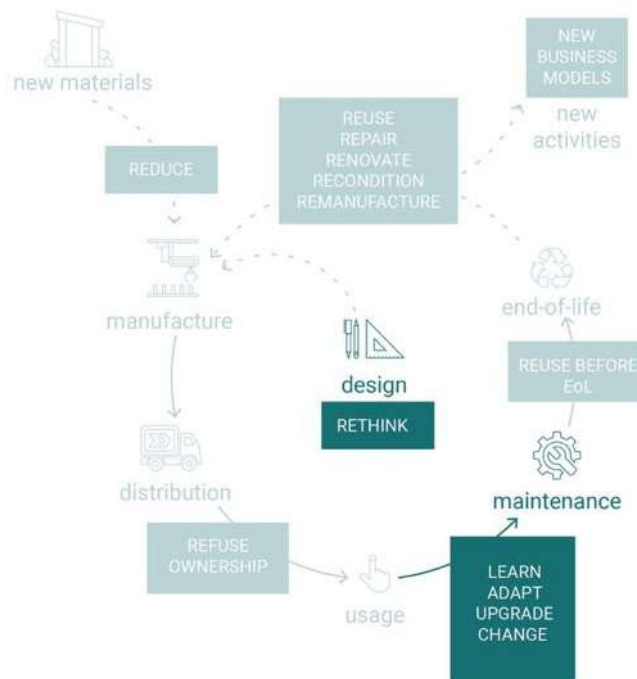 NEW
BUSINESS
MODELS
new
activities
new materials
REUSE
REPAIR
RENOVATE
RECONDITION
REMANUFACTURE
REDUCE
manufacture
end-of-life
design
RETHINK
REUSE BEFORE
EoL
distribution
maintenance
REFUSE
OWNERSHIP
usage
LEARN
ADAPT
UPGRADE
CHANGE